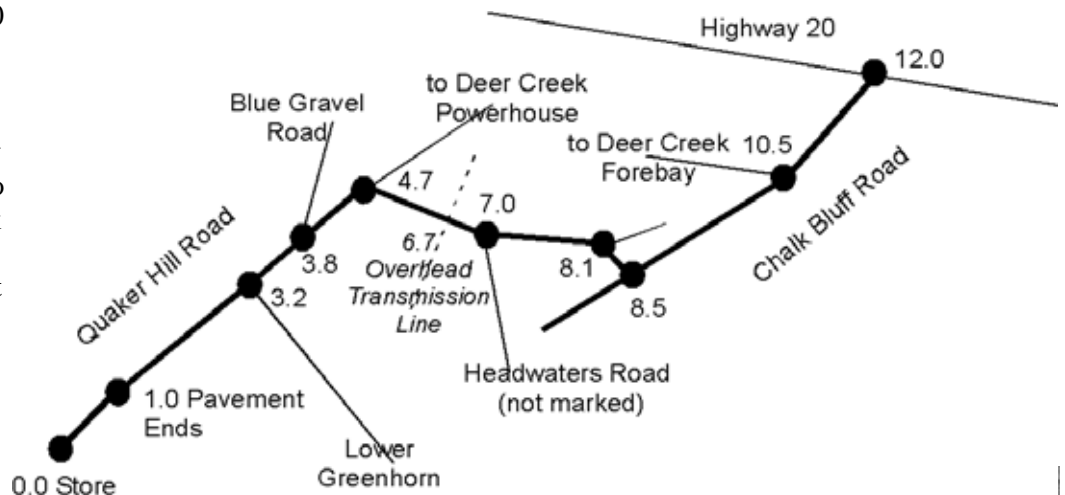 Highway 20
12.0
to Deer Creek
Powerhouse
Blue Gravel
Road
to Deer Creek
Forebay
10.5
4.7
7.0
Chalk Bluff Road
Quaker Hill Road
3.8
6.7
Overhead
Transmission
Line
8.1
3.2
8.5
Headwaters Road
(not marked)
1.0 Pavement
Ends
Lower
Greenhorn
0.0 Store